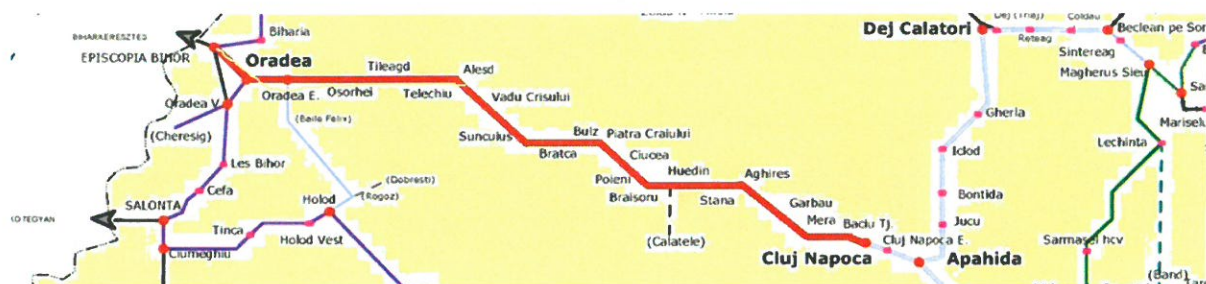 Dej (Triaj)
Coldau
BIHARKERESZTES
Biharia
Dej Calatori
Reteag
Beclean pe Som
EPISCOPIA BIHOR
Sintereag
Oradea
Tileagd
Alesd
Magherus Sieu
Oradea E.
Osorhei
Telechiu
Vadu Crisului
Oradea V
(Baile Felix)
Gherla
Mariselu
(Cheresig)
Suncuius
Bulz
Piatra Craiului
Lechinta
Bratca
Ciucea
Iclod
Les Bihor
Poieni
Huedin
Aghires
(Dobresti)
Cefa
Holod
(Rogoz)
Braisoru
Stana
Bontida
SALONTA
Garbau
Tinca
Mera
Baciu Tj.
Jucu
Holod Vest
(Calatele)
Cluj Napoca E.
Sarmasel hcv
Ciumeghiu
Cluj Napoca
Apahida
(Band)